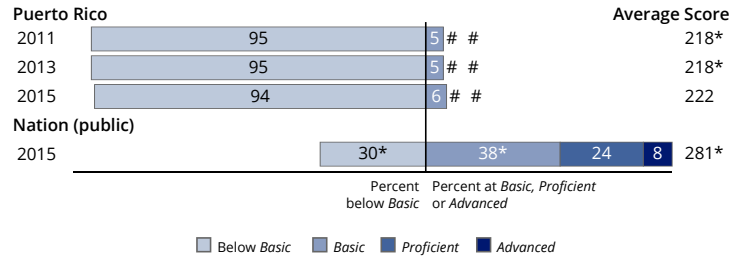 Puerto Rico Average Score
2011 95 5 # # 218*
2013 95 5 # # 218*
2015 94 6 # # 222
Nation (public)
2015 30* 38* 24 8 281*
Percent below Basic
Percent at Basic, Proficient or Advanced
Below Basic Basic Proficient Advanced